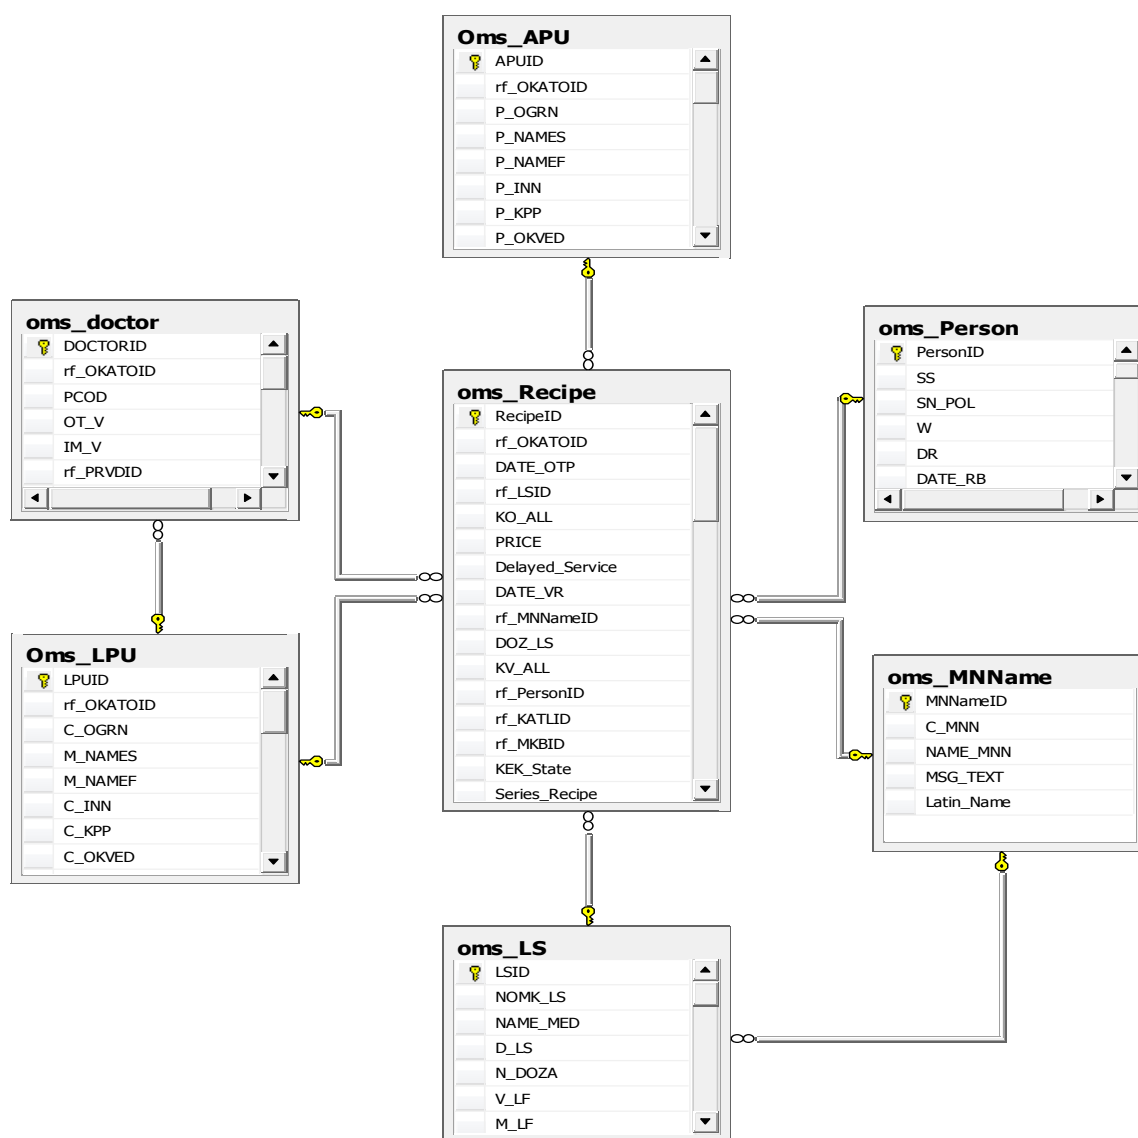 Oms_APU
APUID
rf_OKATOID
P_OGRN
P_NAMES
P_NAMEF
P_INN
P_KPP
P_OKVED
oms_doctor
DOCTORID
rf_OKATOID
PCOD
OT_V
IM_V
rf_PRVDID
oms_Person
PersonID
SS
SN_POL
W
DR
DATE_RB
oms_Recipe
RecipeID
rf_OKATOID
DATE_OTP
rf_LSID
KO_ALL
PRICE
Delayed_Service
DATE_VR
rf_MNNameID
DOZ_LS
KV_ALL
rf_PersonID
rf_KATLID
rf_MKBID
KEK_State
Series_Recipe
Oms_LPU
LPUID
rf_OKATOID
C_OGRN
M_NAMES
M_NAMEF
C_INN
C_KPP
C_OKVED
oms_MNName
MNNameID
C_MNN
NAME_MNN
MSG_TEXT
Latin_Name
oms_LS
LSID
NOMK_LS
NAME_MED
D_LS
N_DOZA
V_LF
M_LF